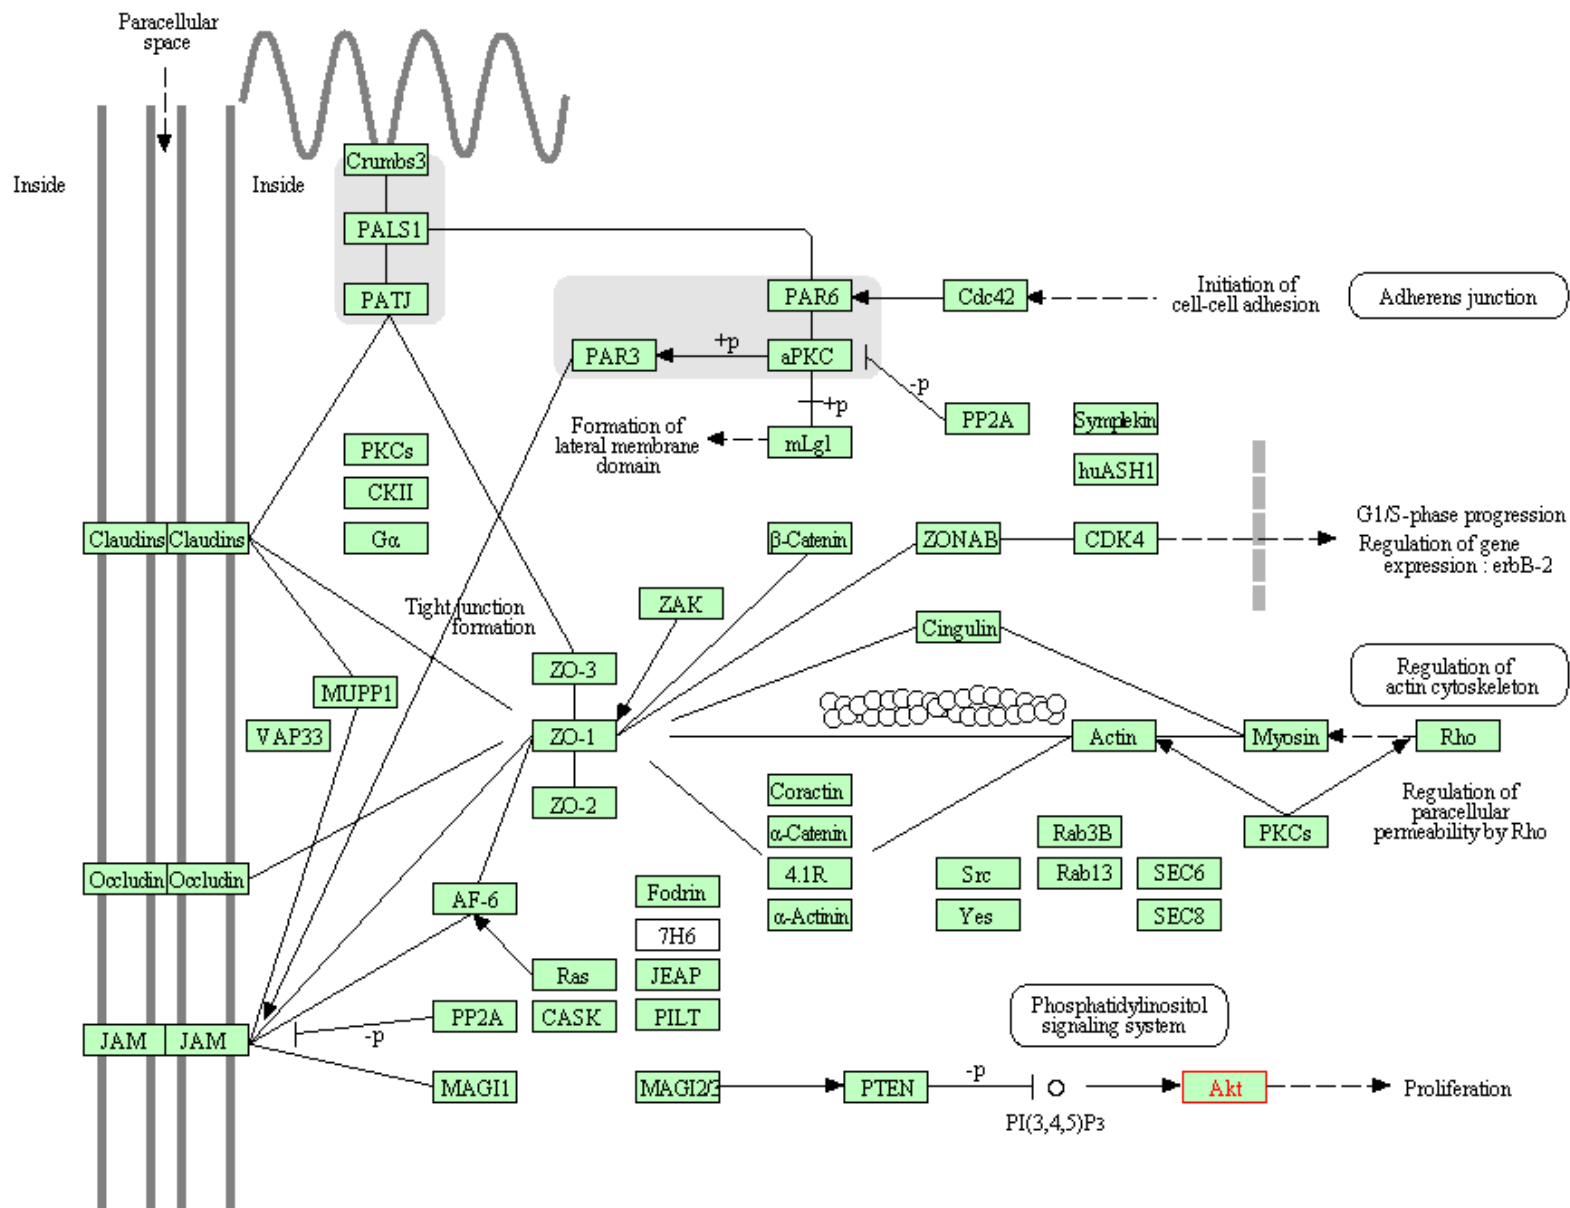 Paracellular
space
Inside
Inside
Crumbs3
PALS1
PATJ
PAR6
Cdc42
Initiation of
cell-cell adhesion
Adherens junction
PAR3
+p
aPKC
-p
+p
PP2A
Symplekin
Formation of
lateral membrane
domain
mLgl
huASH1
PKCs
CKII
Gα
Claudins
Claudins
β-Catenin
ZONAB
CDK4
G1/S-phase progression
Regulation of gene
expression : erbB-2
Tight junction
formation
ZAK
Cingulin
ZO-3
MUPP1
VAP33
ZO-1
ZO-2
Regulation of
actin cytoskeleton
Actin
Myosin
Rho
Coractin
α-Catenin
4.1R
α-Actinin
Rab3B
Rab13
PKCs
Regulation of
paracellular
permeability by Rho
Occludin
Occludin
AF-6
Fodrin
7H6
JEAP
PILT
Src
Yes
SEC6
SEC8
Ras
CASK
PP2A
-p
JAM
JAM
MAGI1
Phosphatidylinositol
signaling system
MAGI2/3
PTEN
-p
PI(3,4,5)P3
Akt
Proliferation